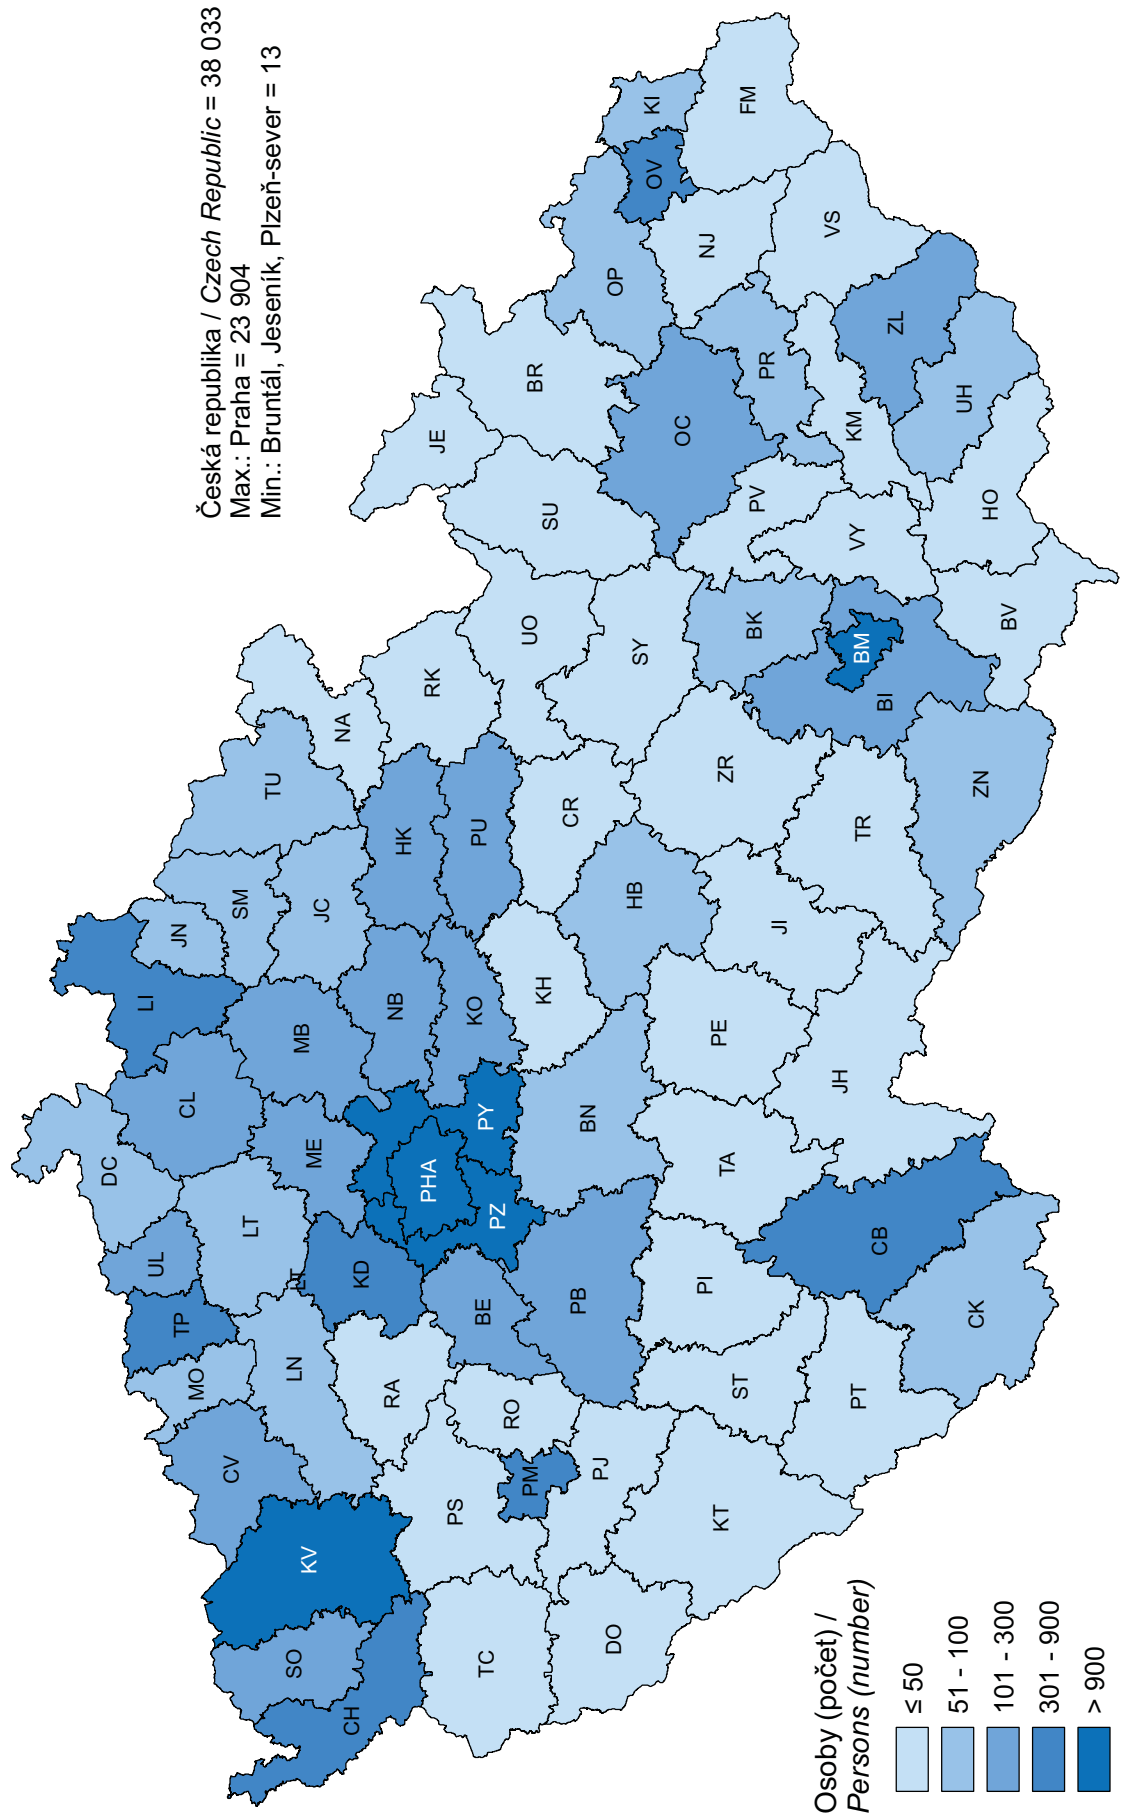 Česká republika / Czech Republic = 38 033
Max.: Praha = 23 904
Min.: Bruntál, Jeseník, Plzeň-sever = 13
DC
LI
JN
SM
TU
NA
UL
CL
TP
MO
LT
LT
ME
MB
JC
CV
LN
KD
NB
HK
RK
KV
RA
PHA
KO
PU
UO
SU
JE
BR
SO
CH
PS
RO
BE
PZ
PY
KH
CR
SY
OC
OP
OV
KI
TC
PM
PJ
PB
BN
HB
ZR
BK
PV
PR
NJ
FM
DO
KT
ST
PI
TA
PE
JI
TR
BI
BM
VY
KM
ZL
VS
PT
CB
JH
ZN
BV
HO
UH
CK
Osoby (počet) /
Persons (number)
≤ 50
51 - 100
101 - 300
301 - 900
> 900